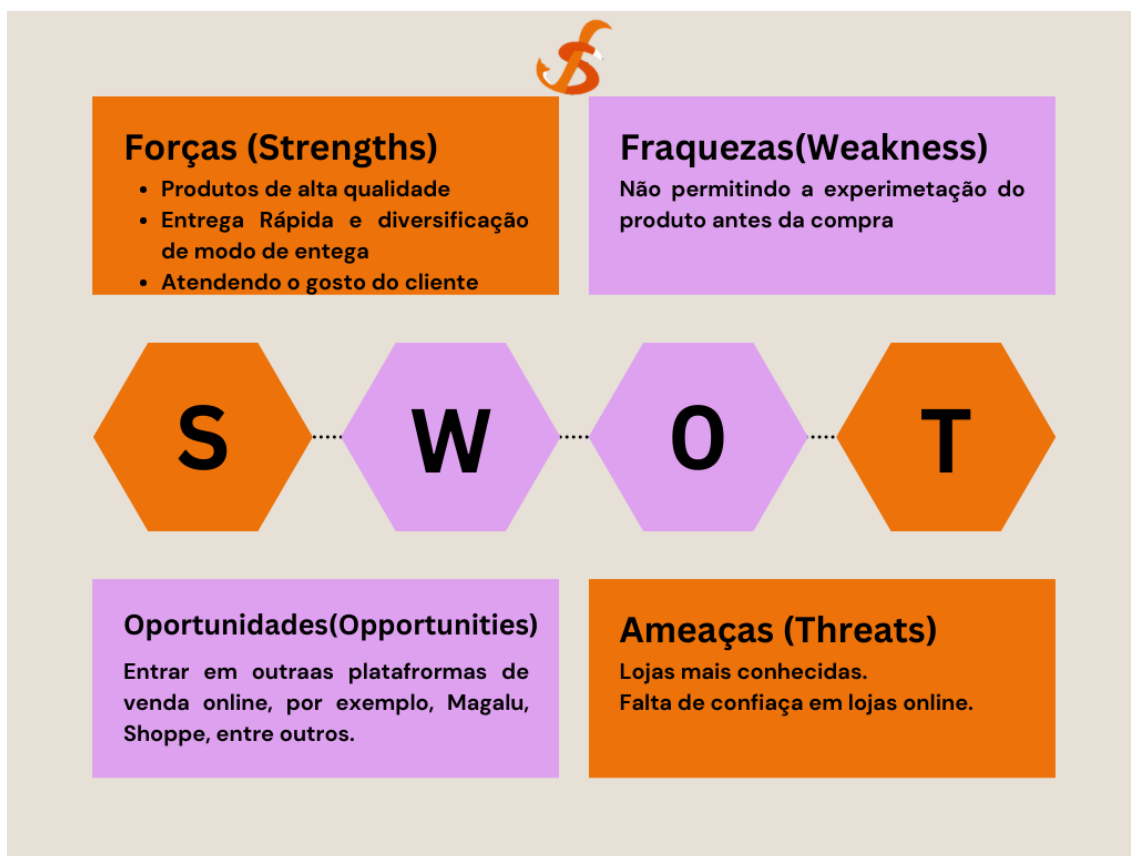 Forças (Strengths)
• Produtos de alta qualidade
• Entrega Rápida e diversificação
de modo de entega
• Atendendo o gosto do cliente
Fraquezas(Weakness)
Não permitindo a experimetação do
produto antes da compra
S
W
O
T
Oportunidades(Opportunities)
Entrar em outraas platafrormas de
venda online, por exemplo, Magalu,
Shoppe, entre outros.
Ameaças (Threats)
Lojas mais conhecidas.
Falta de confiaça em lojas online.